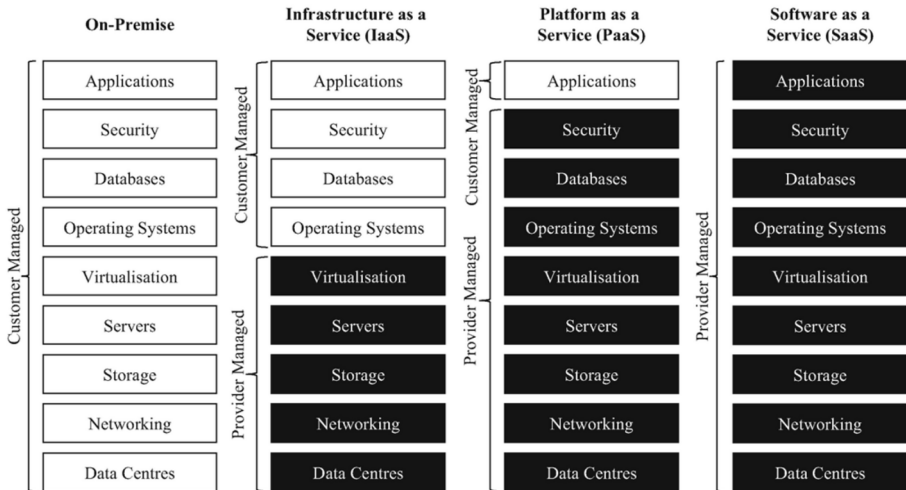 On-Premise
Customer Managed
Applications
Security
Databases
Operating Systems
Virtualisation
Servers
Storage
Networking
Data Centres
Infrastructure as a
Service (IaaS)
Customer Managed
Provider Managed
Applications
Security
Databases
Operating Systems
Virtualisation
Servers
Storage
Networking
Data Centres
Platform as a
Service (PaaS)
Customer Managed
Provider Managed
Applications
Security
Databases
Operating Systems
Virtualisation
Servers
Storage
Networking
Data Centres
Software as a
Service (SaaS)
Provider Managed
Applications
Security
Databases
Operating Systems
Virtualisation
Servers
Storage
Networking
Data Centres